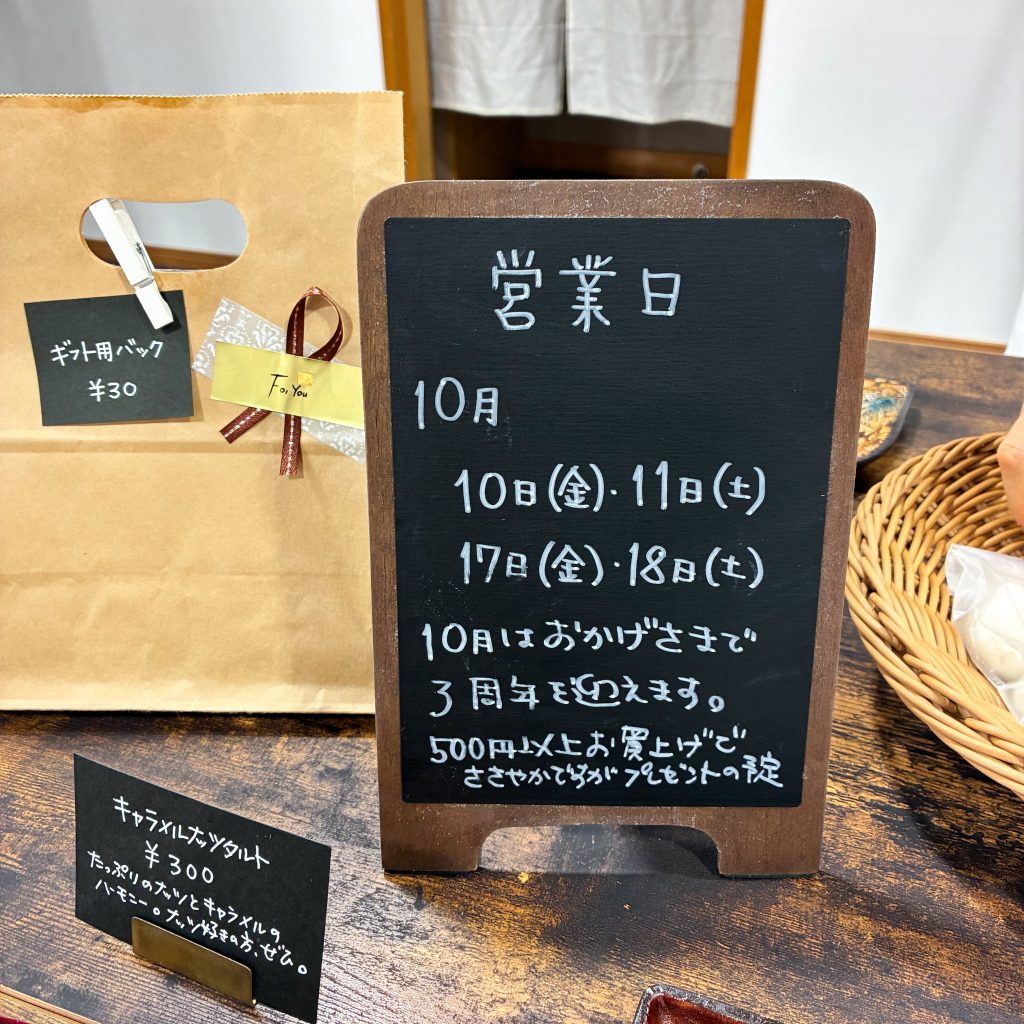 営業日
10月
10日(金)・11日(土)
17日(金)・18日(土)
10月はおかげさまで
3周年を迎えます。
500円以上お買上げで
ささやかですがプレゼントの予定
ギフト用バック
¥30
For You
キャラメルナッツタルト
¥300
たっぷりのナッツとキャラメルの
ハーモニー。ナッツ好きの方、ぜひ。